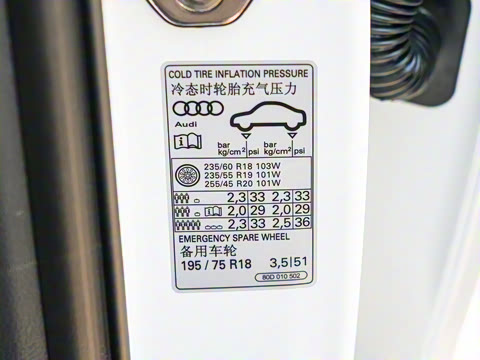 COLD TIRE INFLATION PRESSURE
冷态时轮胎充气压力
Audi
bar kg/cm² psi bar kg/cm² psi
235/60 R18 103W
235/55 R19 101W
255/45 R20 101W
2,3 33 2,3 33
2,0 29 2,0 29
2,3 33 2,5 36
EMERGENCY SPARE WHEEL
备用车轮
195/75 R18 3,5 51
80D 010 502